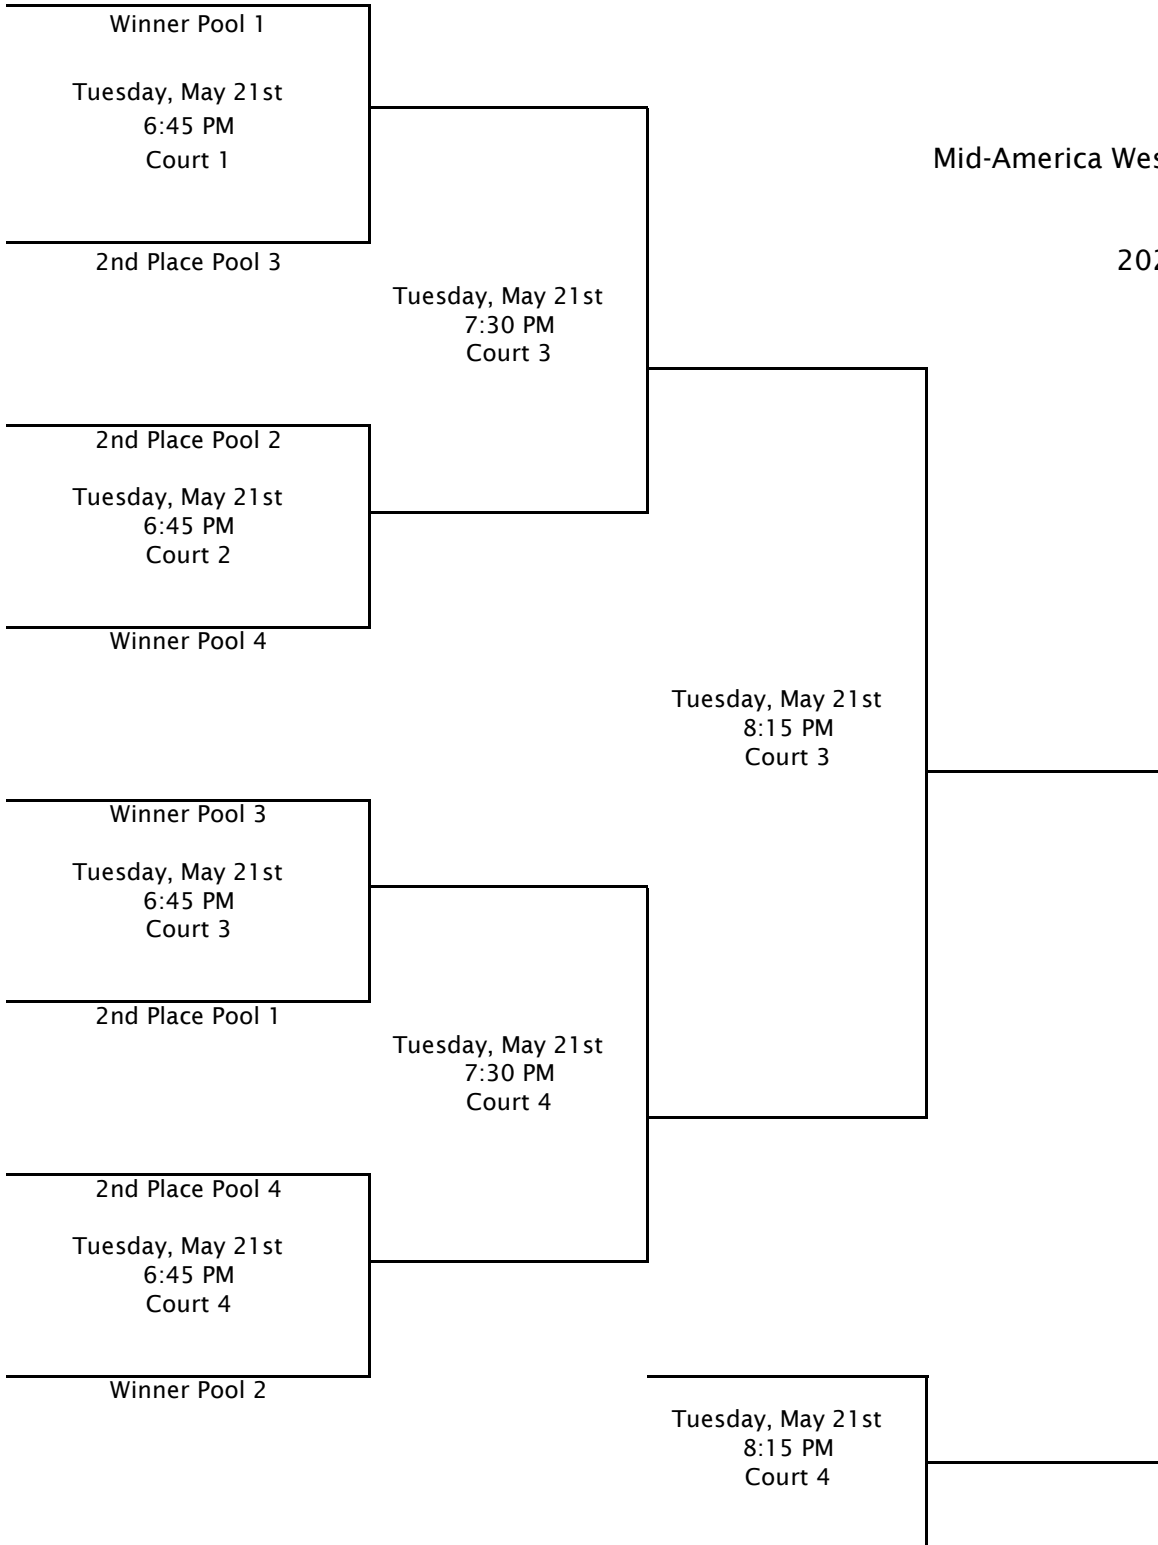 Winner Pool 1
Tuesday, May 21st
6:45 PM
Court 1
2nd Place Pool 3
Mid-America Wes
202
Tuesday, May 21st
7:30 PM
Court 3
2nd Place Pool 2
Tuesday, May 21st
6:45 PM
Court 2
Winner Pool 4
Tuesday, May 21st
8:15 PM
Court 3
Winner Pool 3
Tuesday, May 21st
6:45 PM
Court 3
2nd Place Pool 1
Tuesday, May 21st
7:30 PM
Court 4
2nd Place Pool 4
Tuesday, May 21st
6:45 PM
Court 4
Winner Pool 2
Tuesday, May 21st
8:15 PM
Court 4